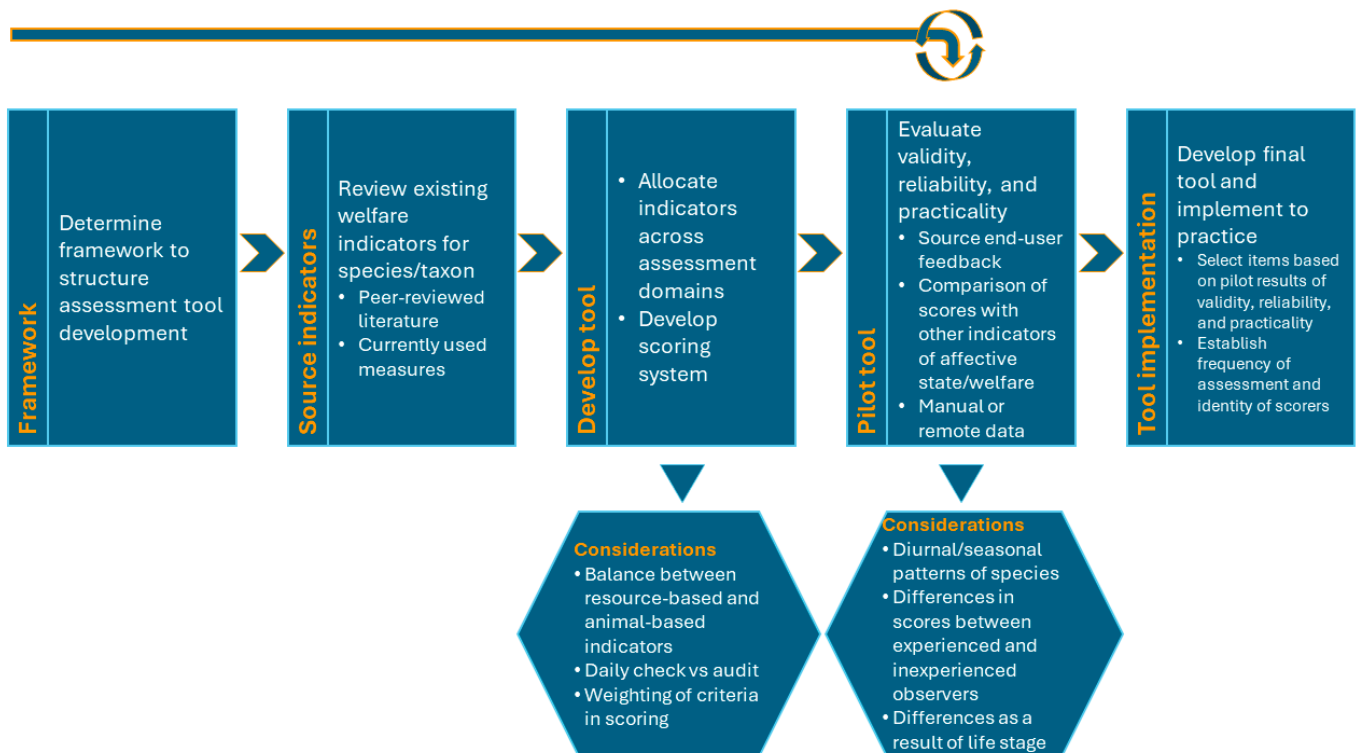 Framework
Determine
framework to
structure
assessment tool
development
Source indicators
Review existing
welfare
indicators for
species/taxon
• Peer-reviewed
literature
• Currently used
measures
Develop tool
• Allocate
indicators
across
assessment
domains
• Develop
scoring
system
Pilot tool
Evaluate
validity,
reliability, and
practicality
• Source end-user
feedback
• Comparison of
scores with
other indicators
of affective
state/welfare
• Manual or
remote data
Tool implementation
Develop final
tool and
implement to
practice
• Select items based
on pilot results of
validity, reliability,
and practicality
• Establish
frequency of
assessment and
identity of scorers
Considerations
• Balance between
resource-based and
animal-based
indicators
• Daily check vs audit
• Weighting of criteria
in scoring
Considerations
• Diurnal/seasonal
patterns of species
• Differences in
scores between
experienced and
inexperienced
observers
• Differences as a
result of life stage